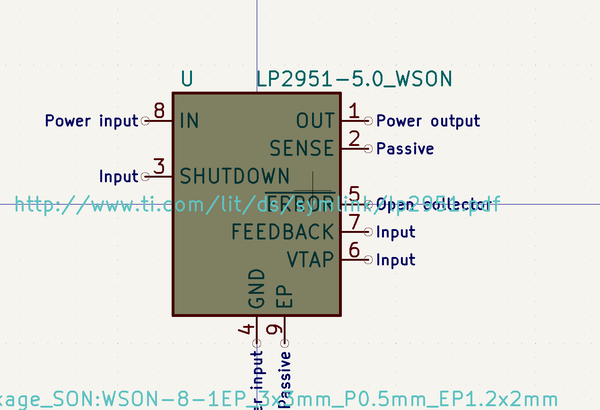 U LP2951-5.0_WSON
Power input 8 IN OUT 1 Power output
SENSE 2 Passive
Input 3 SHUTDOWN
http://www.ti.com/lit/ds/symlink/lp2951.pdf
ERROR 5 Open collector
FEEDBACK 7 Input
VTAP 6 Input
GND EP
4 9
er input Passive
kage_SON:WSON-8-1EP_3x3mm_P0.5mm_EP1.2x2mm